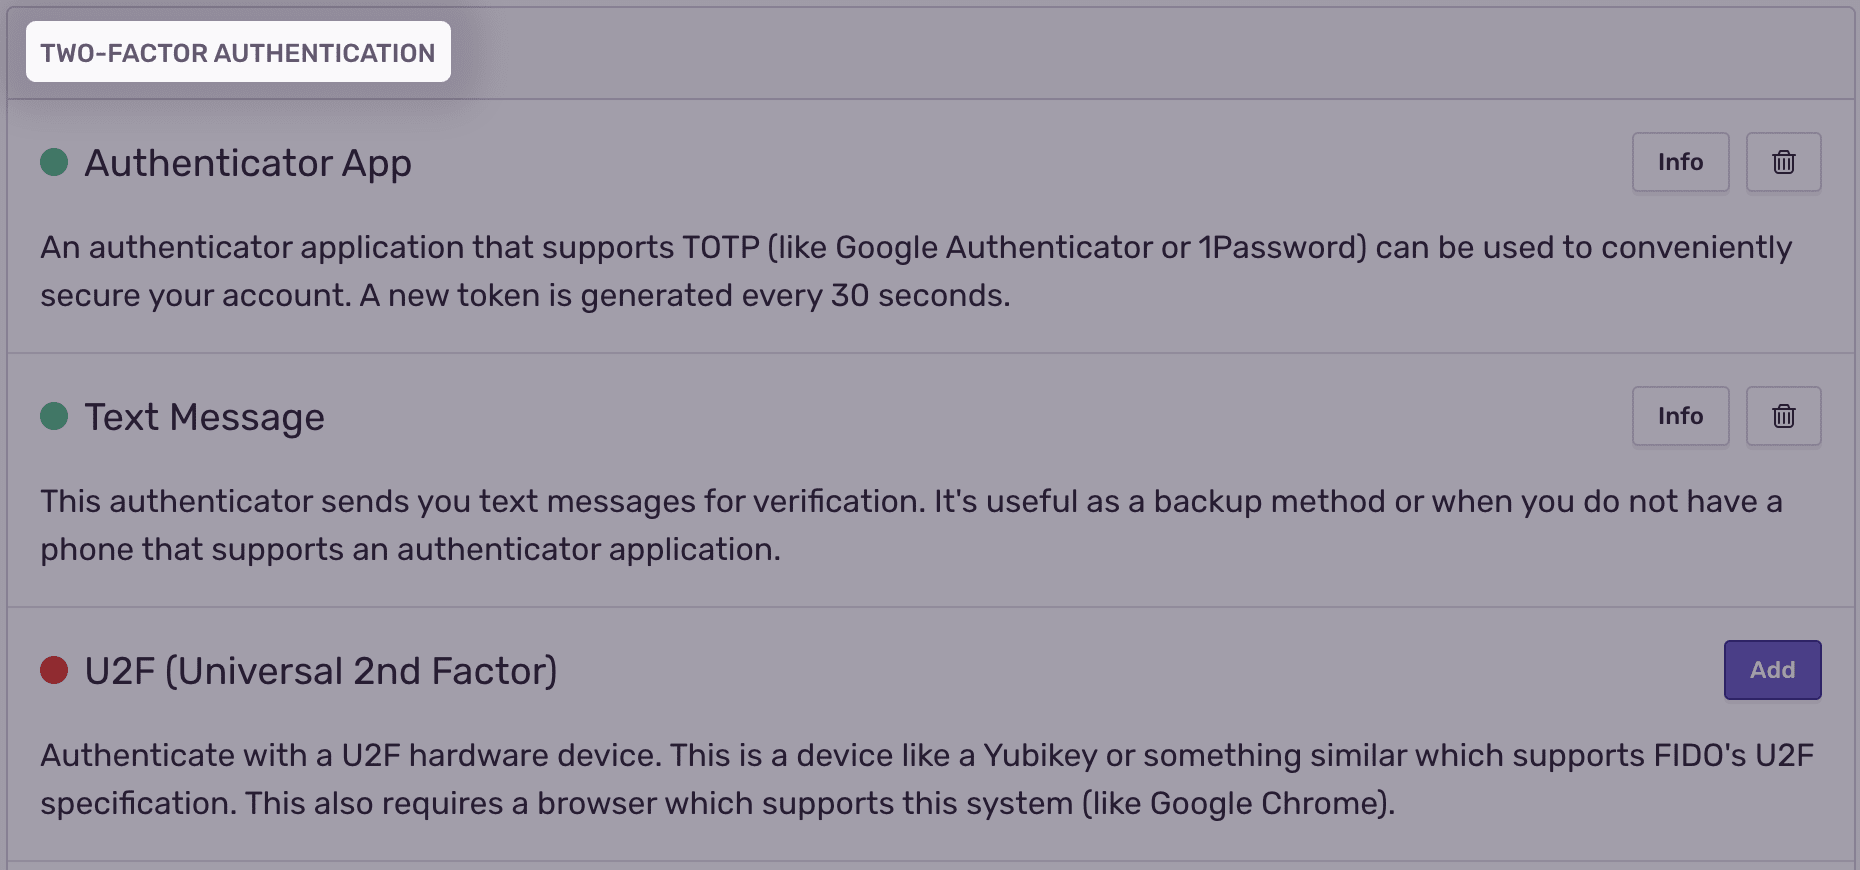 TWO-FACTOR AUTHENTICATION
Authenticator App
Info
An authenticator application that supports TOTP (like Google Authenticator or 1Password) can be used to conveniently
secure your account. A new token is generated every 30 seconds.
Text Message
Info
This authenticator sends you text messages for verification. It's useful as a backup method or when you do not have a
phone that supports an authenticator application.
U2F (Universal 2nd Factor)
Add
Authenticate with a U2F hardware device. This is a device like a Yubikey or something similar which supports FIDO's U2F
specification. This also requires a browser which supports this system (like Google Chrome).